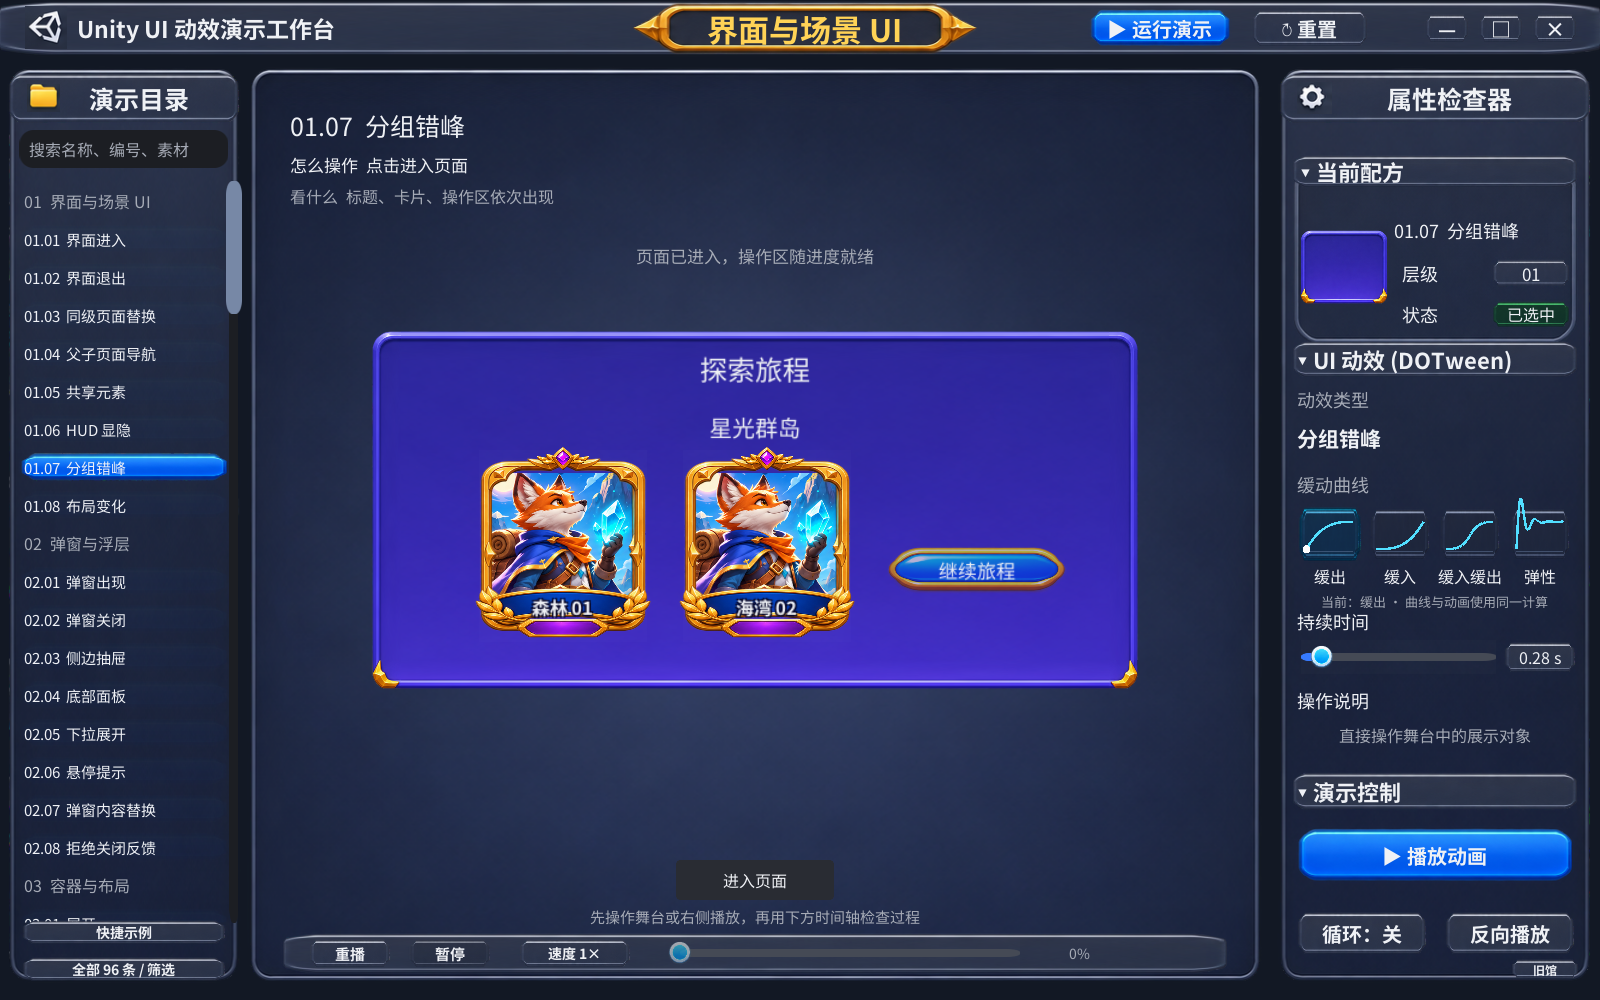 Unity UI 动效演示工作台
界面与场景 UI
▶ 运行演示
重置
演示目录
搜索名称、编号、素材
01 界面与场景 UI
01.01 界面进入
01.02 界面退出
01.03 同级页面替换
01.04 父子页面导航
01.05 共享元素
01.06 HUD 显隐
01.07 分组错峰
01.08 布局变化
02 弹窗与浮层
02.01 弹窗出现
02.02 弹窗关闭
02.03 侧边抽屉
02.04 底部面板
02.05 下拉展开
02.06 悬停提示
02.07 弹窗内容替换
02.08 拒绝关闭反馈
03 容器与布局
快捷示例
全部 96 条 / 筛选
01.07 分组错峰
怎么操作 点击进入页面
看什么 标题、卡片、操作区依次出现
页面已进入，操作区随进度就绪
探索旅程
星光群岛
森林.01
海湾.02
继续旅程
进入页面
先操作舞台或右侧播放，再用下方时间轴检查过程
重播
暂停
速度 1×
0%
属性检查器
▼ 当前配方
01.07 分组错峰
层级
01
状态
已选中
▼ UI 动效 (DOTween)
动效类型
分组错峰
缓动曲线
缓出
缓入
缓入缓出
弹性
当前：缓出 · 曲线与动画使用同一计算
持续时间
0.28 s
操作说明
直接操作舞台中的展示对象
▼ 演示控制
▶ 播放动画
循环：关
反向播放
旧馆